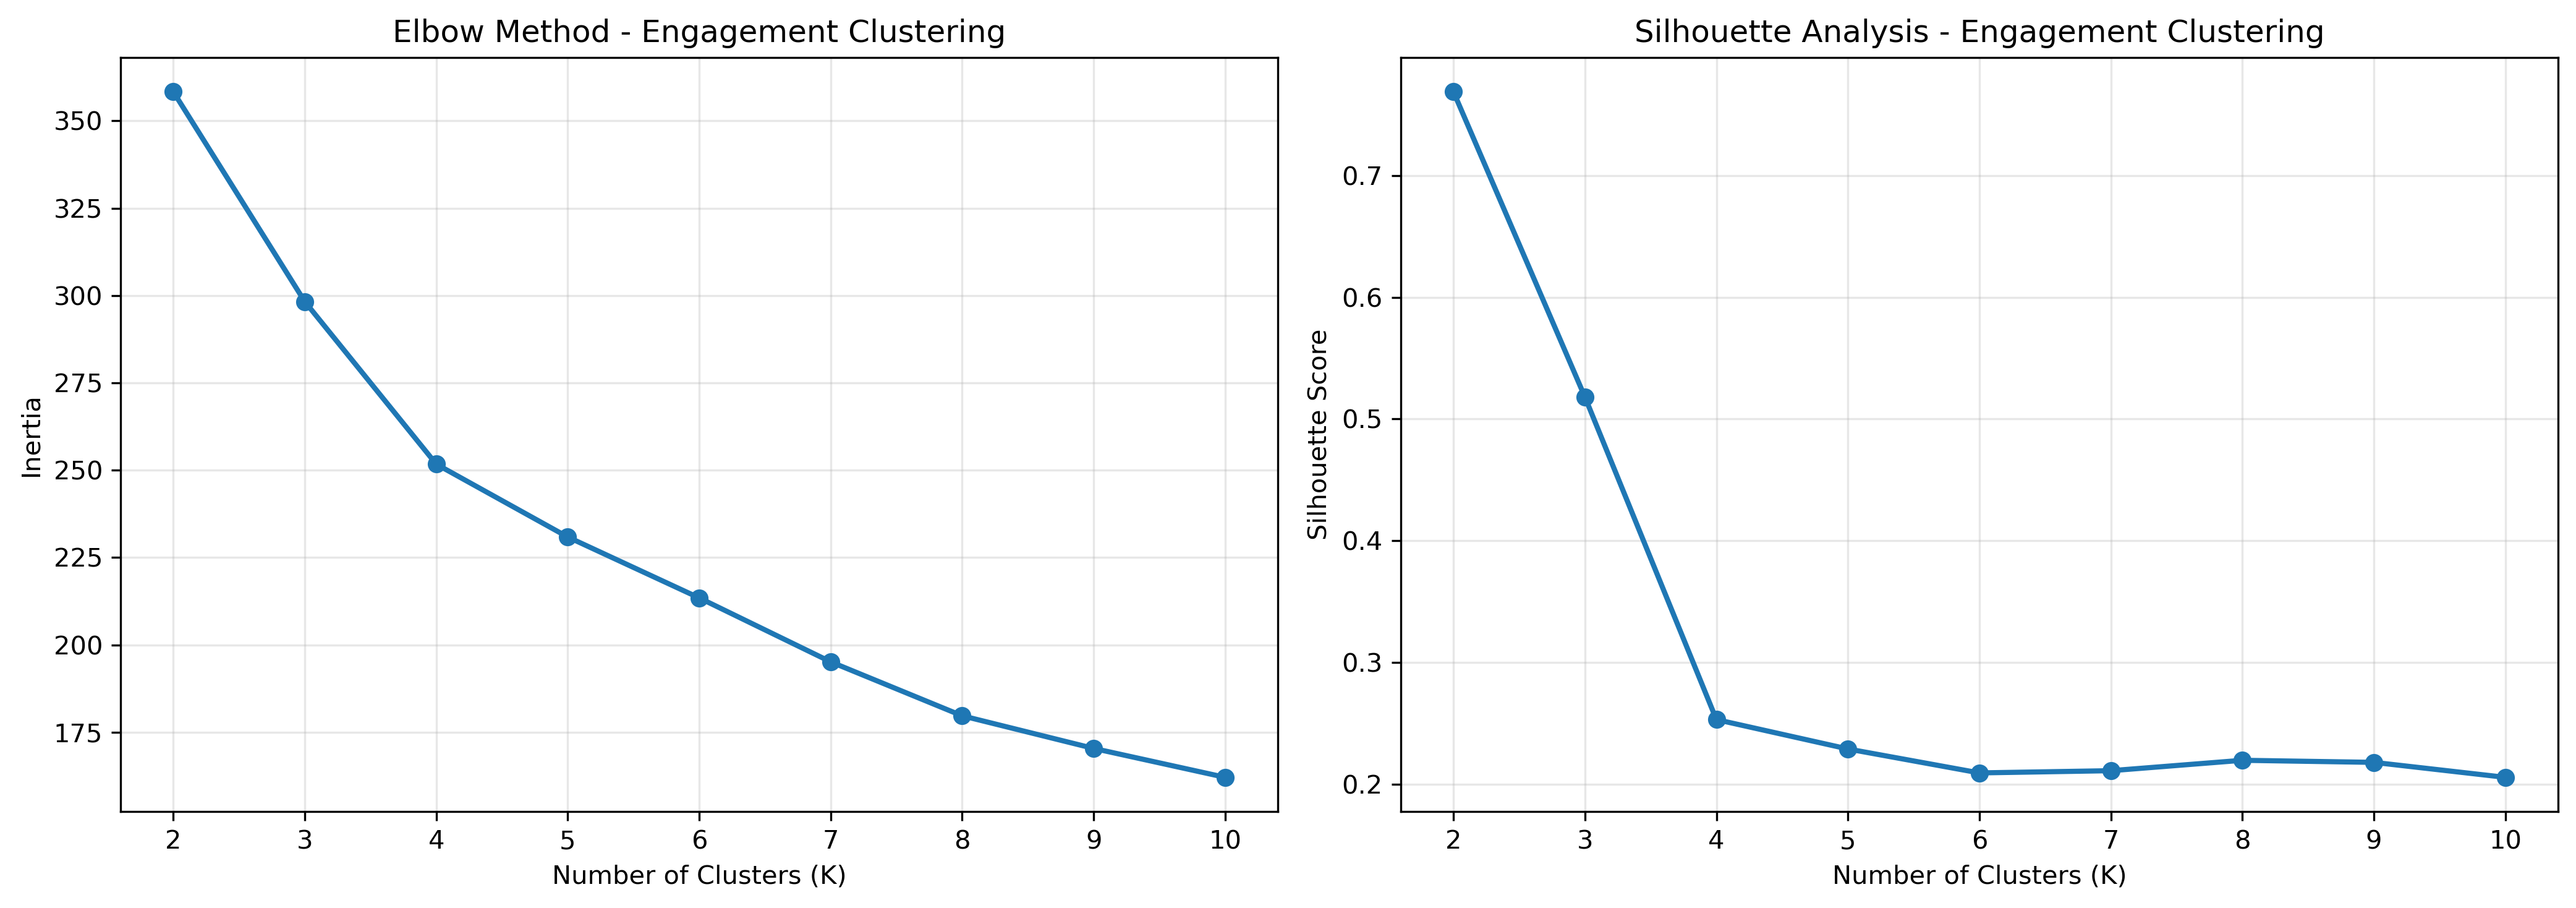 Elbow Method - Engagement Clustering
Inertia
350
325
300
275
250
225
200
175
2 3 4 5 6 7 8 9 10
Number of Clusters (K)
Silhouette Analysis - Engagement Clustering
Silhouette Score
0.7
0.6
0.5
0.4
0.3
0.2
2 3 4 5 6 7 8 9 10
Number of Clusters (K)